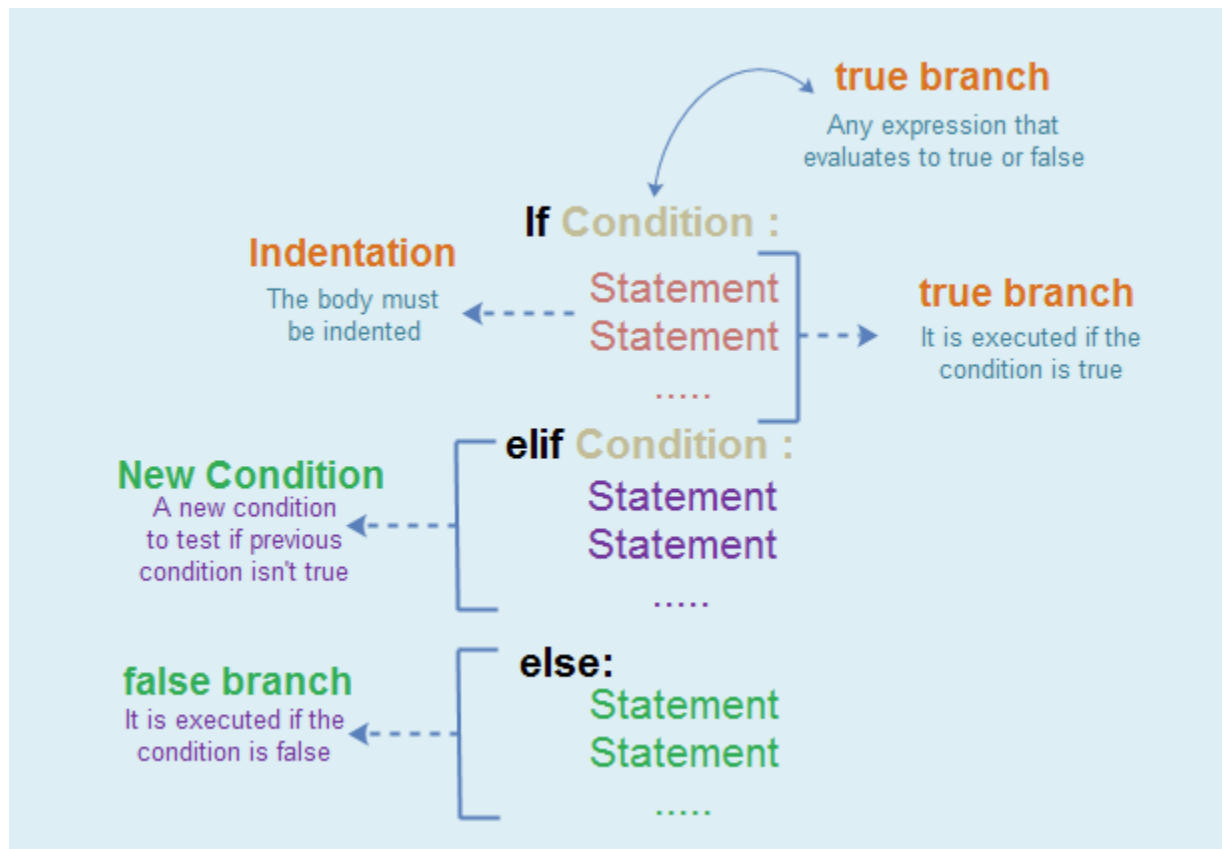 true branch
Any expression that
evaluates to true or false
If Condition :
Indentation
The body must
be indented
Statement
Statement
.....
true branch
It is executed if the
condition is true
elif Condition :
New Condition
A new condition
to test if previous
condition isn't true
Statement
Statement
.....
else:
false branch
It is executed if the
condition is false
Statement
Statement
.....